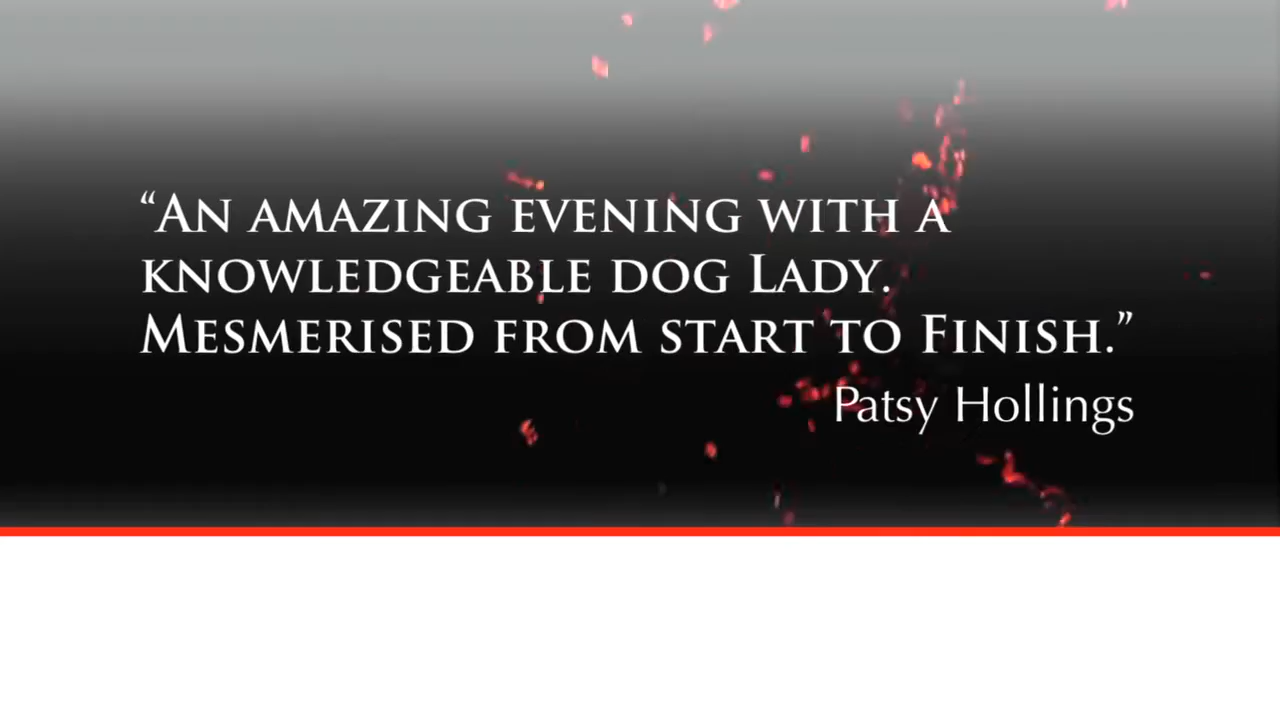 “An amazing evening with a
knowledgeable dog Lady.
Mesmerised from start to Finish.”
Patsy Hollings